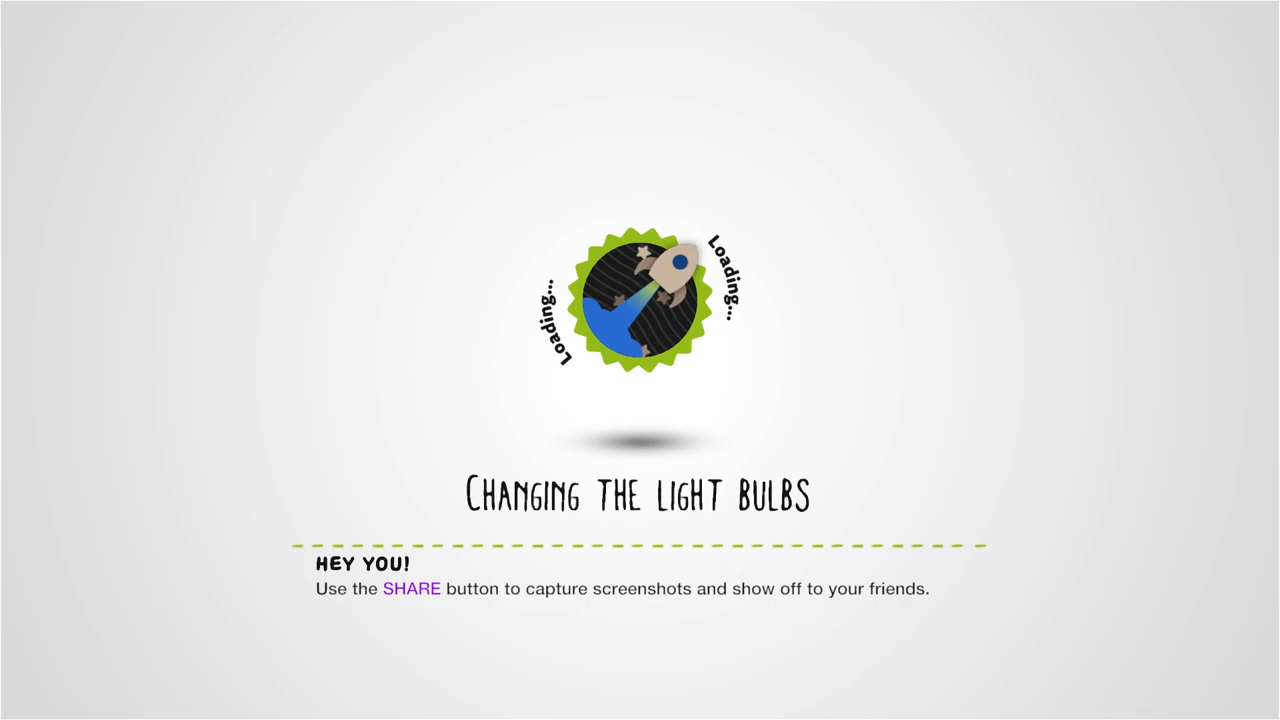 Loading...
Loading...
Changing the light bulbs
HEY YOU!
Use the SHARE button to capture screenshots and show off to your friends.